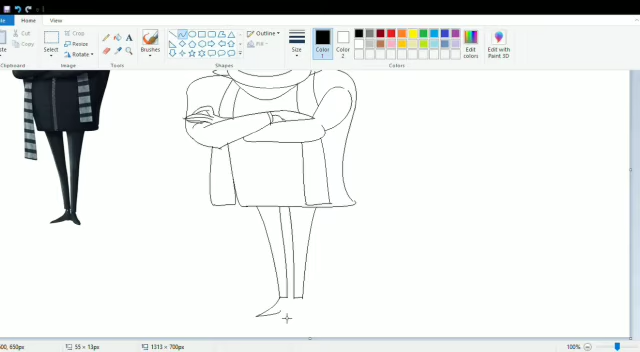 Home View
Cut
Copy
Select
Crop
Resize
Rotate
Brushes
Outline
Fill
Size
Color
1
Color
2
Edit
colors
Edit with
Paint 3D
Clipboard
Image
Tools
Shapes
Colors
55 × 13px
1313 × 700px
100%